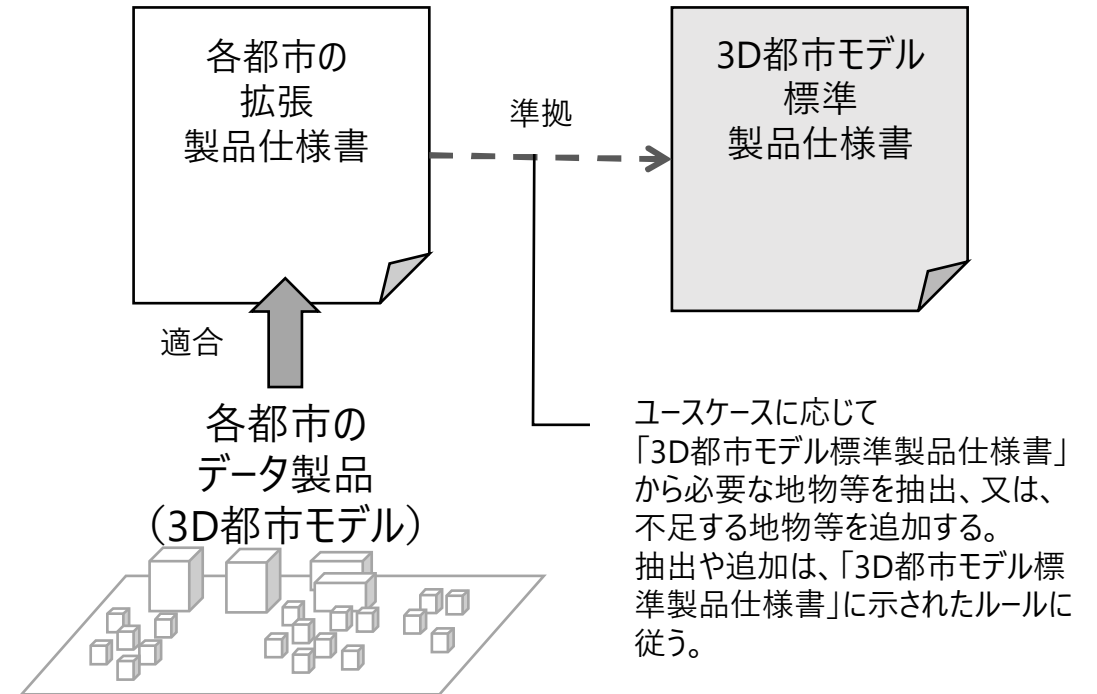 各都市の
拡張
製品仕様書
準拠
3D都市モデル
標準
製品仕様書
適合
各都市の
データ製品
（3D都市モデル）
ユースケースに応じて
「3D都市モデル標準製品仕様書」
から必要な地物等を抽出、又は、
不足する地物等を追加する。
抽出や追加は、「3D都市モデル標
準製品仕様書」に示されたルールに
従う。